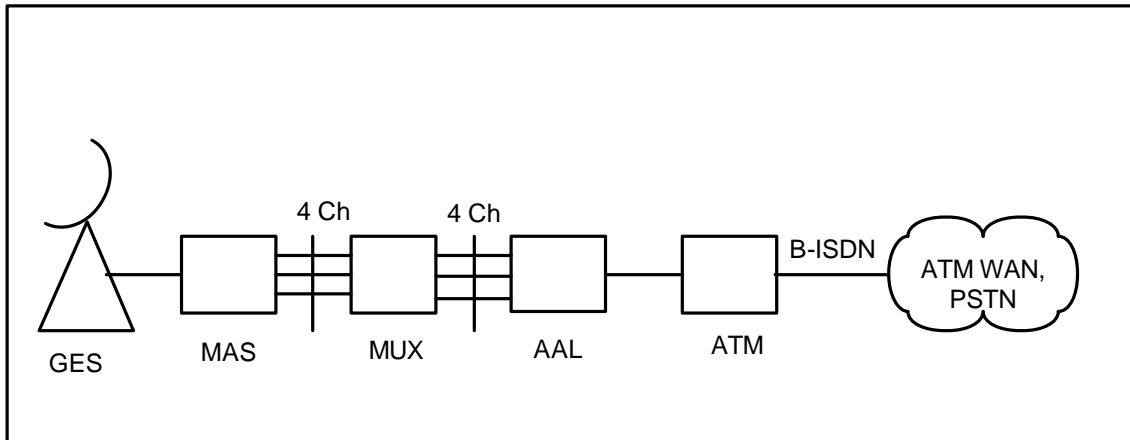 4 Ch
4 Ch
B-ISDN
ATM WAN,
PSTN
GES
MAS
MUX
AAL
ATM